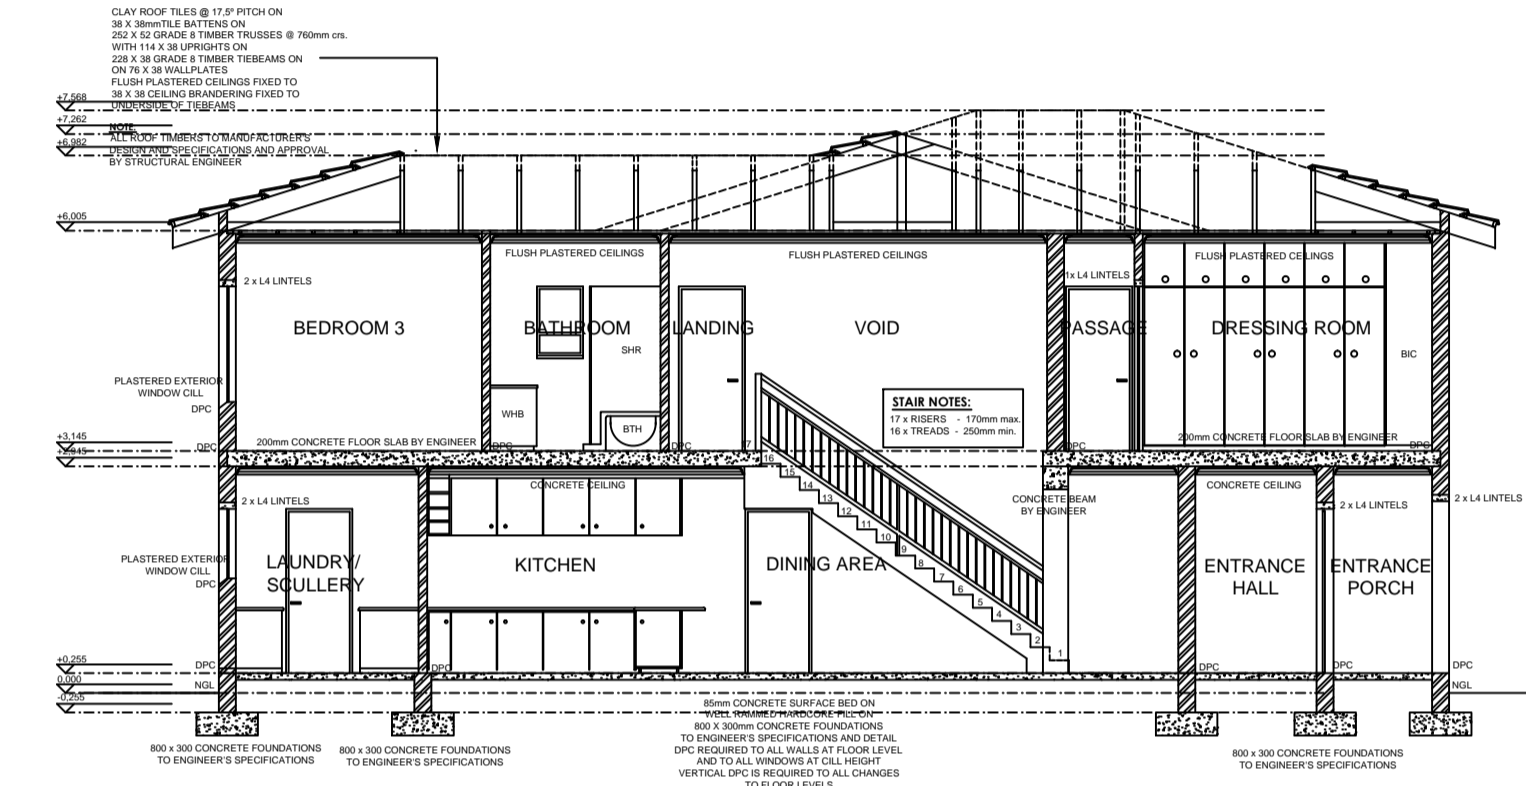 CLAY ROOF TILES @ 17,5° PITCH ON
38 X 38mmTILE BATTENS ON
252 X 52 GRADE 8 TIMBER TRUSSES @ 760mm crs.
WITH 114 X 38 UPRIGHTS ON
228 X 38 GRADE 8 TIMBER TIEBEAMS ON
ON 76 X 38 WALLPLATES
FLUSH PLASTERED CEILINGS FIXED TO
38 X 38 CEILING BRANDERING FIXED TO
UNDERSIDE OF TIEBEAMS
NOTE:
ALL ROOF TIMBERS TO MANUFACTURER'S
DESIGN AND SPECIFICATIONS AND APPROVAL
BY STRUCTURAL ENGINEER
+7,568
+7,262
+6,982
+6,005
FLUSH PLASTERED CEILINGS
FLUSH PLASTERED CEILINGS
FLUSH PLASTERED CEILINGS
2 x L4 LINTELS
1x L4 LINTELS
BEDROOM 3
BATHROOM
LANDING
VOID
PASSAGE
DRESSING ROOM
SHR
BIC
PLASTERED EXTERIOR
WINDOW CILL
DPC
WHB
BTH
STAIR NOTES:
17 x RISERS - 170mm max.
16 x TREADS - 250mm min.
+3,145
+2,945
DPC
200mm CONCRETE FLOOR SLAB BY ENGINEER
DPC
DPC
17
DPC
200mm CONCRETE FLOOR SLAB BY ENGINEER
DPC
16
15
14
13
12
11
10
9
8
7
6
5
4
3
2
1
CONCRETE CEILING
CONCRETE CEILING
2 x L4 LINTELS
CONCRETE BEAM
BY ENGINEER
2 x L4 LINTELS
2 x L4 LINTELS
PLASTERED EXTERIOR
WINDOW CILL
DPC
LAUNDRY/
SCULLERY
KITCHEN
DINING AREA
ENTRANCE
HALL
ENTRANCE
PORCH
+0,255
0,000
-0,255
DPC
NGL
DPC
DPC
DPC
DPC
NGL
85mm CONCRETE SURFACE BED ON
WELL RAMMED HARDCORE FILL ON
800 X 300mm CONCRETE FOUNDATIONS
TO ENGINEER'S SPECIFICATIONS AND DETAIL
DPC REQUIRED TO ALL WALLS AT FLOOR LEVEL
AND TO ALL WINDOWS AT CILL HEIGHT
VERTICAL DPC IS REQUIRED TO ALL CHANGES
TO FLOOR LEVELS
800 x 300 CONCRETE FOUNDATIONS
TO ENGINEER'S SPECIFICATIONS
800 x 300 CONCRETE FOUNDATIONS
TO ENGINEER'S SPECIFICATIONS
800 x 300 CONCRETE FOUNDATIONS
TO ENGINEER'S SPECIFICATIONS